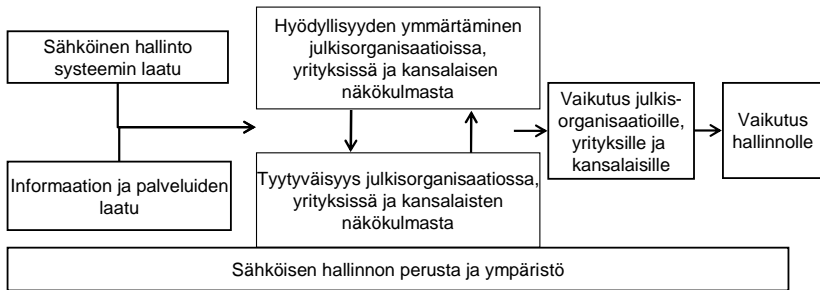 Sähköinen hallinto
systeemin laatu
Informaation ja palveluiden
laatu
Hyödyllisyyden ymmärtäminen
julkisorganisaatioissa,
yrityksissä ja kansalaisen
näkökulmasta
Tyytyväisyys julkisorganisaatiossa,
yrityksissä ja kansalaisten
näkökulmasta
Vaikutus julkis-
organisaatioille,
yrityksille ja
kansalaisille
Vaikutus
hallinnolle
Sähköisen hallinnon perusta ja ympäristö